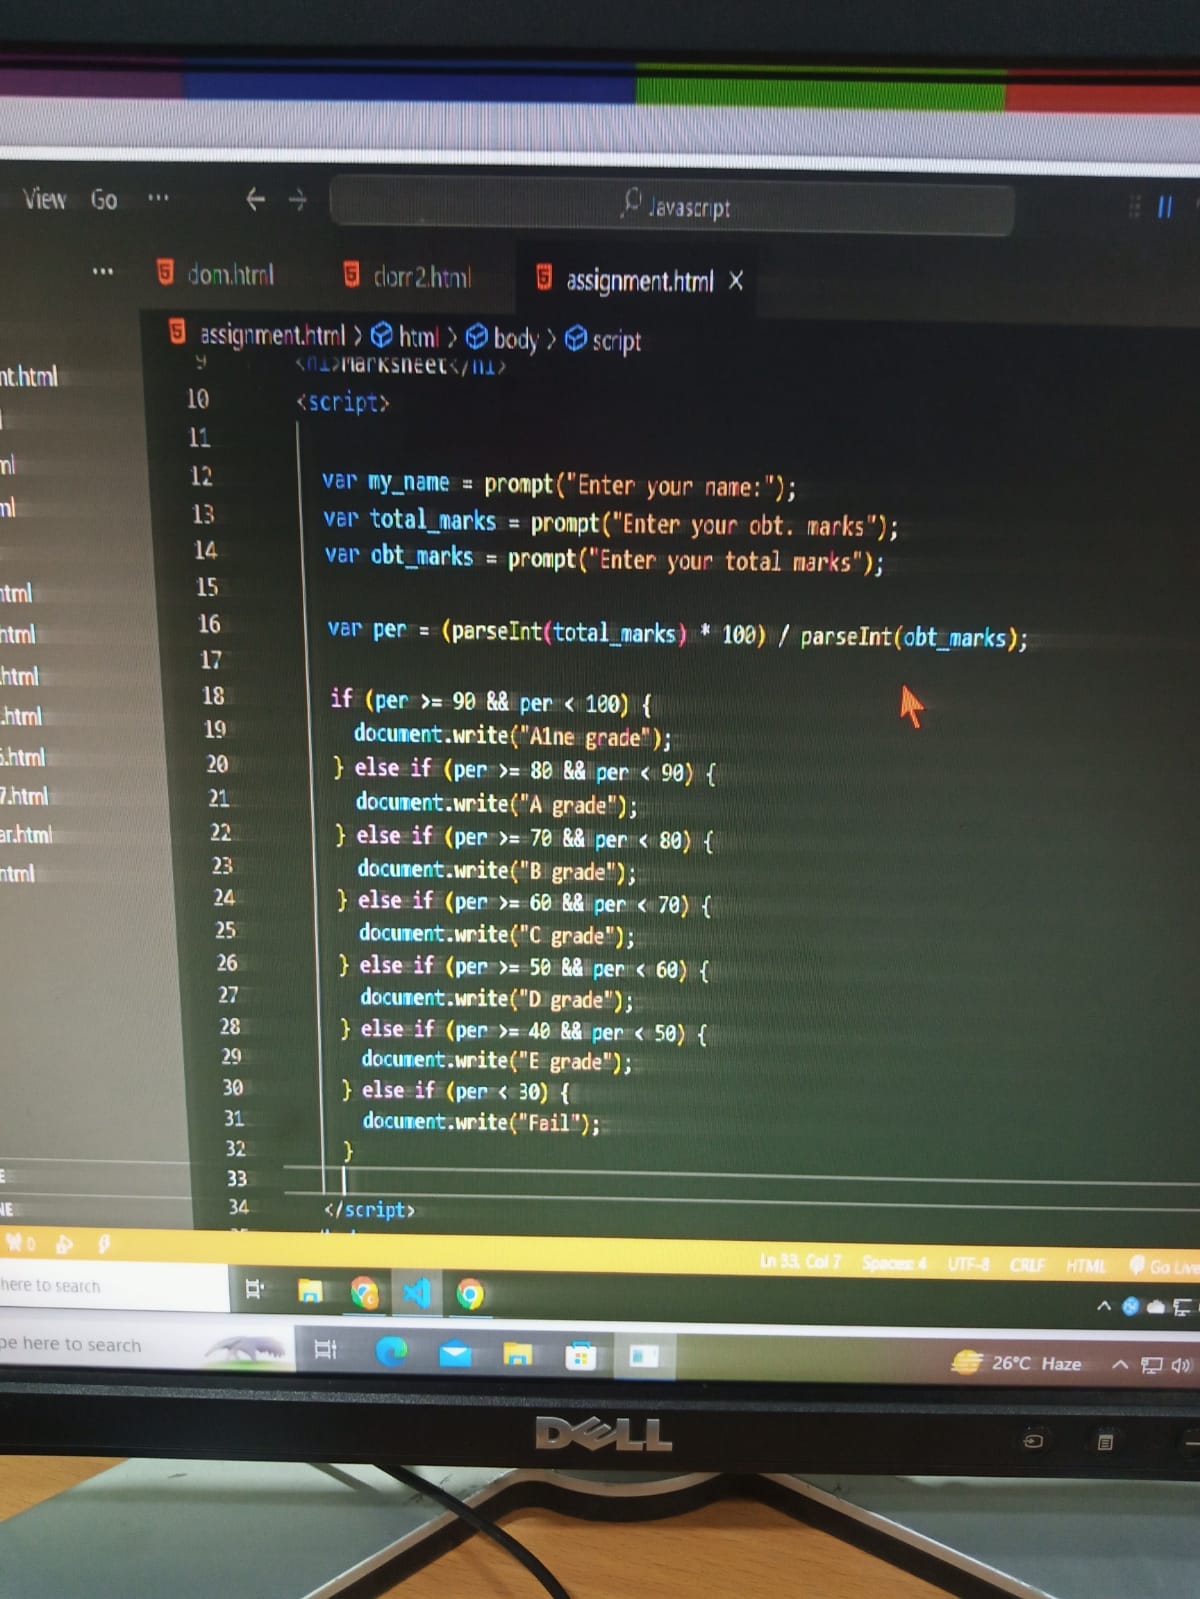 View Go ...
Javascript
... dom.html assignment.html
assignment.html > html > body > script
nt.html
9 <h1>Marksheet</h1>
10 <script>
11
12 var my_name = prompt("Enter your name:");
13 var total_marks = prompt("Enter your obt. marks");
14 var obt_marks = prompt("Enter your total marks");
15
16 var per = (parseInt(total_marks) * 100) / parseInt(obt_marks);
17
18 if (per >= 90 && per < 100) {
19 document.write("A1ne grade");
20 } else if (per >= 80 && per < 90) {
21 document.write("A grade");
22 } else if (per >= 70 && per < 80) {
23 document.write("B grade");
24 } else if (per >= 60 && per < 70) {
25 document.write("C grade");
26 } else if (per >= 50 && per < 60) {
27 document.write("D grade");
28 } else if (per >= 40 && per < 50) {
29 document.write("E grade");
30 } else if (per < 30) {
31 document.write("Fail");
32 }
33
34 </script>
html
html
.html
.html
.html
7.html
ar.html
html
0 Ln 33, Col 7 Spaces: 4 UTF-8 CRLF HTML Go Live
here to search
pe here to search 26°C Haze
DELL